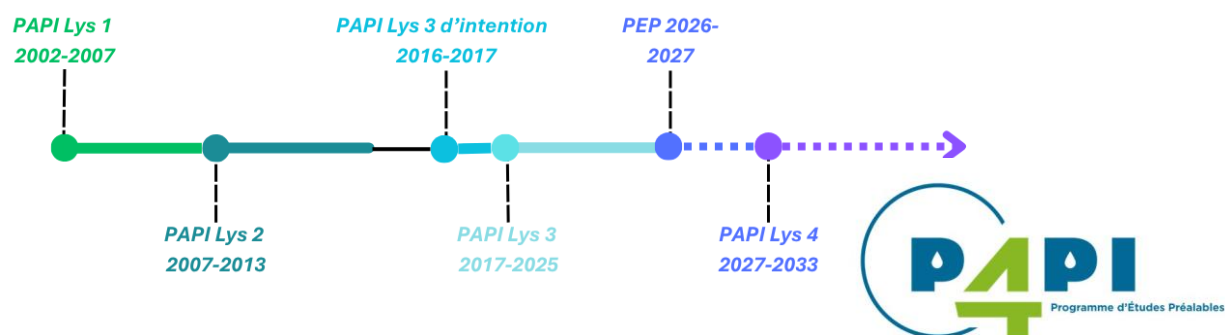 PAPI Lys 1
2002-2007
PAPI Lys 3 d’intention
2016-2017
PEP 2026-
2027
PAPI Lys 2
2007-2013
PAPI Lys 3
2017-2025
PAPI Lys 4
2027-2033
P4PI
Programme d'Études Préalables